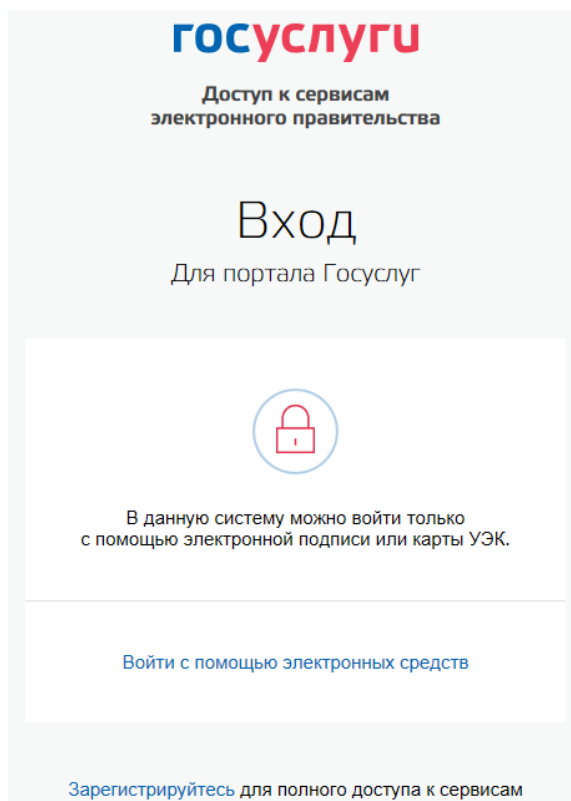 госуслуги
Доступ к сервисам
электронного правительства
Вход
Для портала Госуслуг
В данную систему можно войти только
с помощью электронной подписи или карты УЭК.
Войти с помощью электронных средств
Зарегистрируйтесь для полного доступа к сервисам